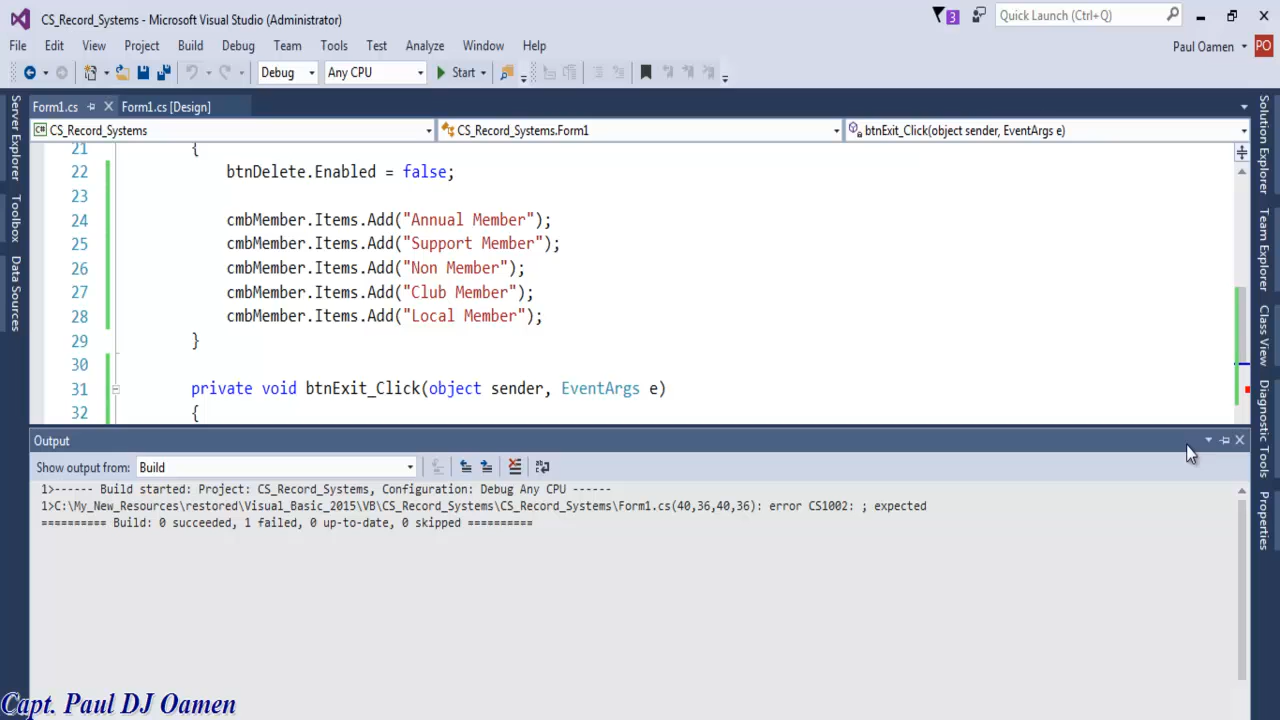 CS_Record_Systems - Microsoft Visual Studio (Administrator)
3
Quick Launch (Ctrl+Q)
File Edit View Project Build Debug Team Tools Test Analyze Window Help
Paul Oamen PO
Debug Any CPU Start
Form1.cs Form1.cs [Design]
CS_Record_Systems CS_Record_Systems.Form1 btnExit_Click(object sender, EventArgs e)
21 {
22 btnDelete.Enabled = false;
23
24 cmbMember.Items.Add("Annual Member");
25 cmbMember.Items.Add("Support Member");
26 cmbMember.Items.Add("Non Member");
27 cmbMember.Items.Add("Club Member");
28 cmbMember.Items.Add("Local Member");
29 }
30
31 private void btnExit_Click(object sender, EventArgs e)
32 {
Server Explorer
Toolbox
Data Sources
Solution Explorer
Team Explorer
Class View
Diagnostic Tools
Properties
Output
Show output from: Build
1>------ Build started: Project: CS_Record_Systems, Configuration: Debug Any CPU ------
1>C:\My_New_Resources\restored\Visual_Basic_2015\VB\CS_Record_Systems\CS_Record_Systems\Form1.cs(40,36,40,36): error CS1002: ; expected
========== Build: 0 succeeded, 1 failed, 0 up-to-date, 0 skipped ==========
Capt. Paul DJ Oamen